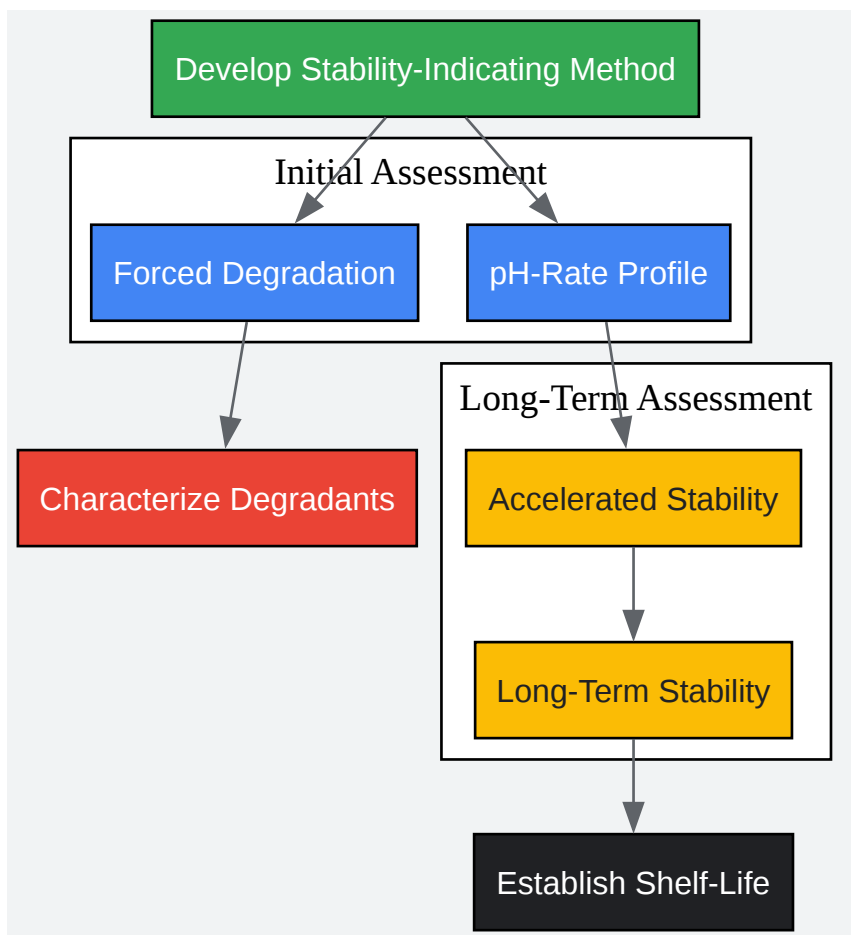 Develop Stability-Indicating Method
Initial Assessment
Forced Degradation
pH-Rate Profile
Long-Term Assessment
Characterize Degradants
Accelerated Stability
Long-Term Stability
Establish Shelf-Life